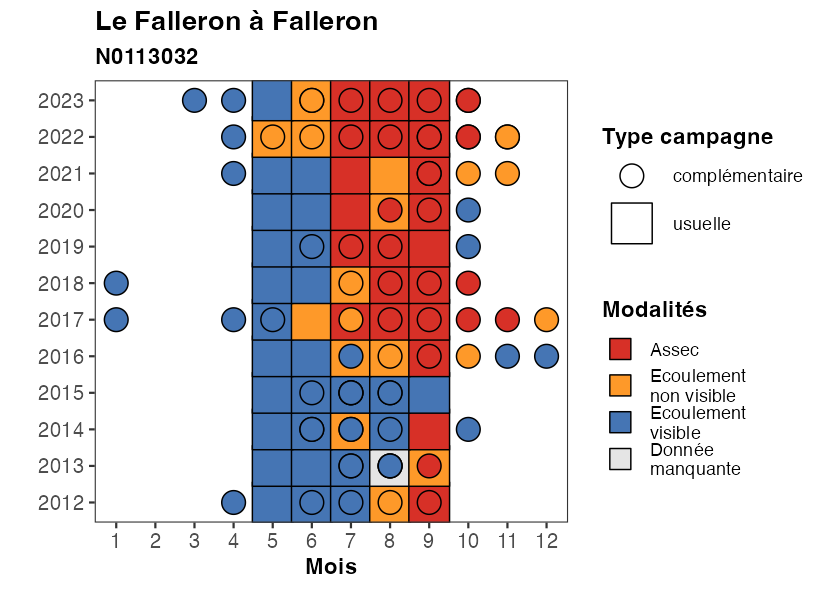 Le Falleron à Falleron
N0113032
2023
2022
2021
2020
2019
2018
2017
2016
2015
2014
2013
2012
1 2 3 4 5 6 7 8 9 10 11 12
Mois
Type campagne
complémentaire
usuelle
Modalités
Assec
Ecoulement
non visible
Ecoulement
visible
Donnée
manquante